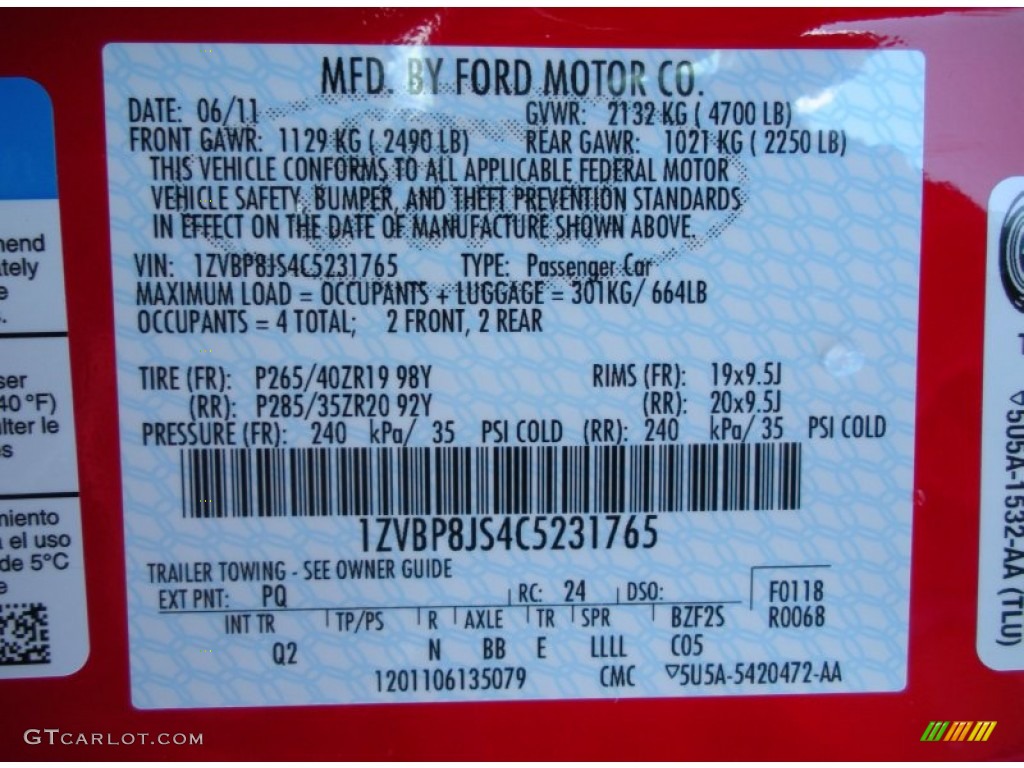 MFD. BY FORD MOTOR CO.
DATE: 06/11 GVWR: 2132 KG ( 4700 LB)
FRONT GAWR: 1129 KG ( 2490 LB) REAR GAWR: 1021 KG ( 2250 LB)
THIS VEHICLE CONFORMS TO ALL APPLICABLE FEDERAL MOTOR
VEHICLE SAFETY, BUMPER, AND THEFT PREVENTION STANDARDS
IN EFFECT ON THE DATE OF MANUFACTURE SHOWN ABOVE.
VIN: 1ZVBP8JS4C5231765 TYPE: Passenger Car
MAXIMUM LOAD = OCCUPANTS + LUGGAGE = 301KG/ 664LB
OCCUPANTS = 4 TOTAL; 2 FRONT, 2 REAR
TIRE (FR): P265/40ZR19 98Y RIMS (FR): 19x9.5J
(RR): P285/35ZR20 92Y (RR): 20x9.5J
PRESSURE (FR): 240 kPa/ 35 PSI COLD (RR): 240 kPa/ 35 PSI COLD
1ZVBP8JS4C5231765
TRAILER TOWING - SEE OWNER GUIDE
EXT PNT: PQ RC: 24 DSO: F0118
INT TR TP/PS R AXLE TR SPR BZF2S R0068
Q2 N BB E LLLL C05
1201106135079 CMC ▽5U5A-5420472-AA
40°F)
lter le
s
miento
el uso
de 5°C
▽5U5A-1532-AA (TLU)
GTCARLOT.COM